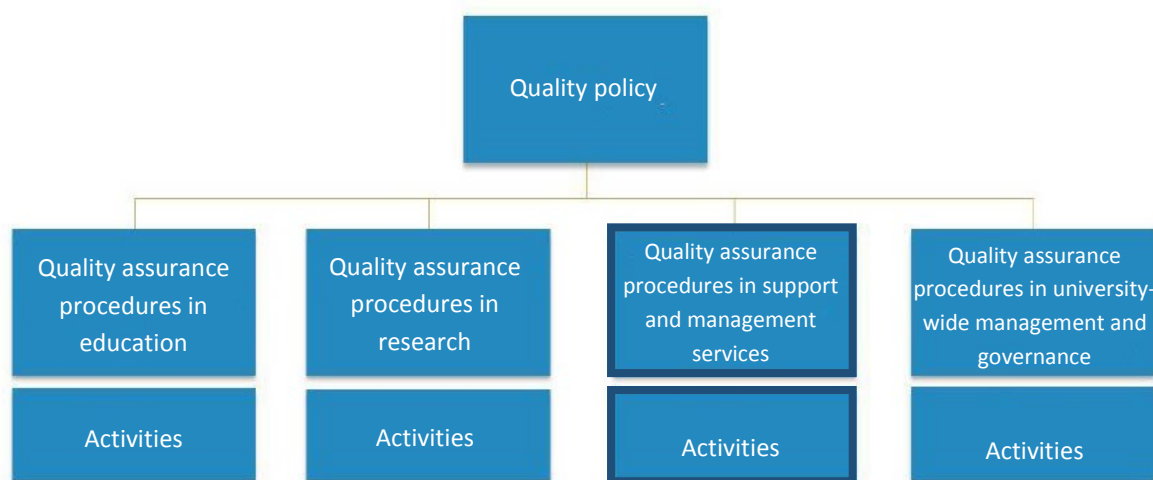 Quality policy
Quality assurance
procedures in
education
Quality assurance
procedures in
research
Quality assurance
procedures in support
and management
services
Quality assurance
procedures in university-
wide management and
governance
Activities
Activities
Activities
Activities